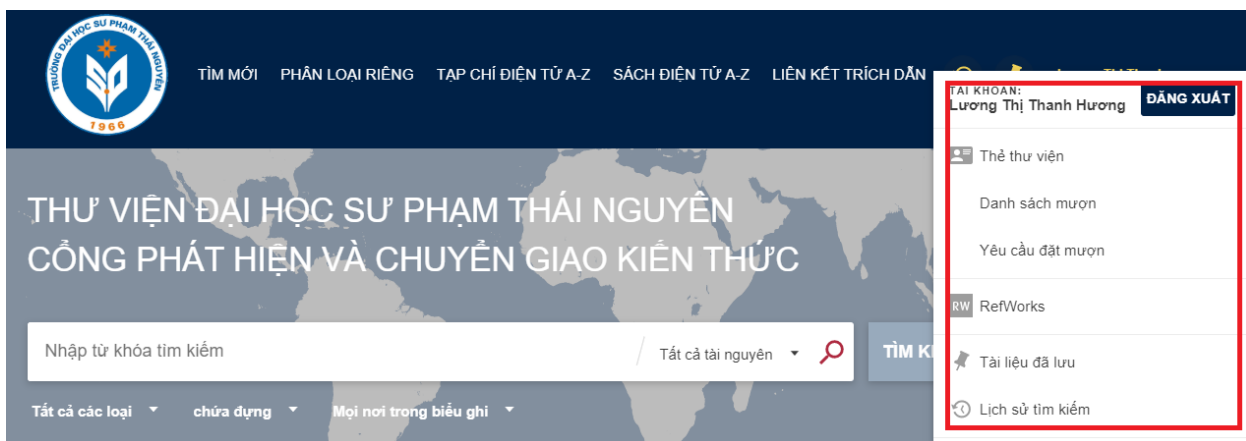 TRƯỜNG ĐẠI HỌC SƯ PHẠM THÁI NGUYÊN
1966
TÌM MỚI PHÂN LOẠI RIÊNG TẠP CHÍ ĐIỆN TỬ A-Z SÁCH ĐIỆN TỬ A-Z LIÊN KẾT TRÍCH DẪN
TÀI KHOẢN:
Lương Thị Thanh Hương ĐĂNG XUẤT
Thẻ thư viện
Danh sách mượn
Yêu cầu đặt mượn
RW RefWorks
Tài liệu đã lưu
Lịch sử tìm kiếm
THƯ VIỆN ĐẠI HỌC SƯ PHẠM THÁI NGUYÊN
CỔNG PHÁT HIỆN VÀ CHUYỂN GIAO KIẾN THỨC
Nhập từ khóa tìm kiếm Tất cả tài nguyên
TÌM K
Tất cả các loại chứa đựng Mọi nơi trong biểu ghi